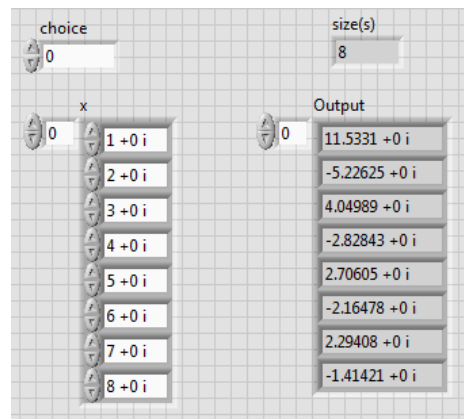 choice
size(s)
0
8
x
Output
0
1 +0 i
0
11.5331 +0 i
2 +0 i
-5.22625 +0 i
3 +0 i
4.04989 +0 i
4 +0 i
-2.82843 +0 i
5 +0 i
2.70605 +0 i
6 +0 i
-2.16478 +0 i
7 +0 i
2.29408 +0 i
8 +0 i
-1.41421 +0 i